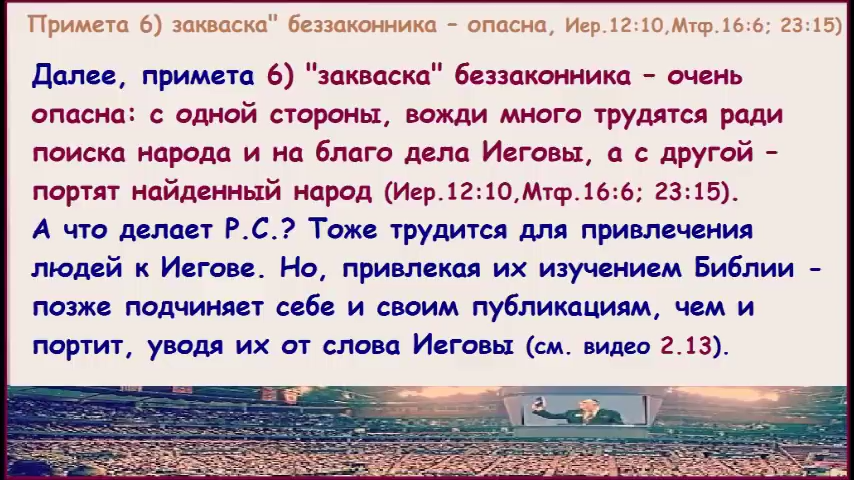 Примета 6) закваска" беззаконника – опасна, Иер.12:10,Мтф.16:6; 23:15)
Далее, примета 6) "закваска" беззаконника – очень
опасна: с одной стороны, вожди много трудятся ради
поиска народа и на благо дела Иеговы, а с другой –
портят найденный народ (Иер.12:10,Мтф.16:6; 23:15).
А что делает Р.С.? Тоже трудится для привлечения
людей к Иегове. Но, привлекая их изучением Библии -
позже подчиняет себе и своим публикациям, чем и
портит, уводя их от слова Иеговы (см. видео 2.13).